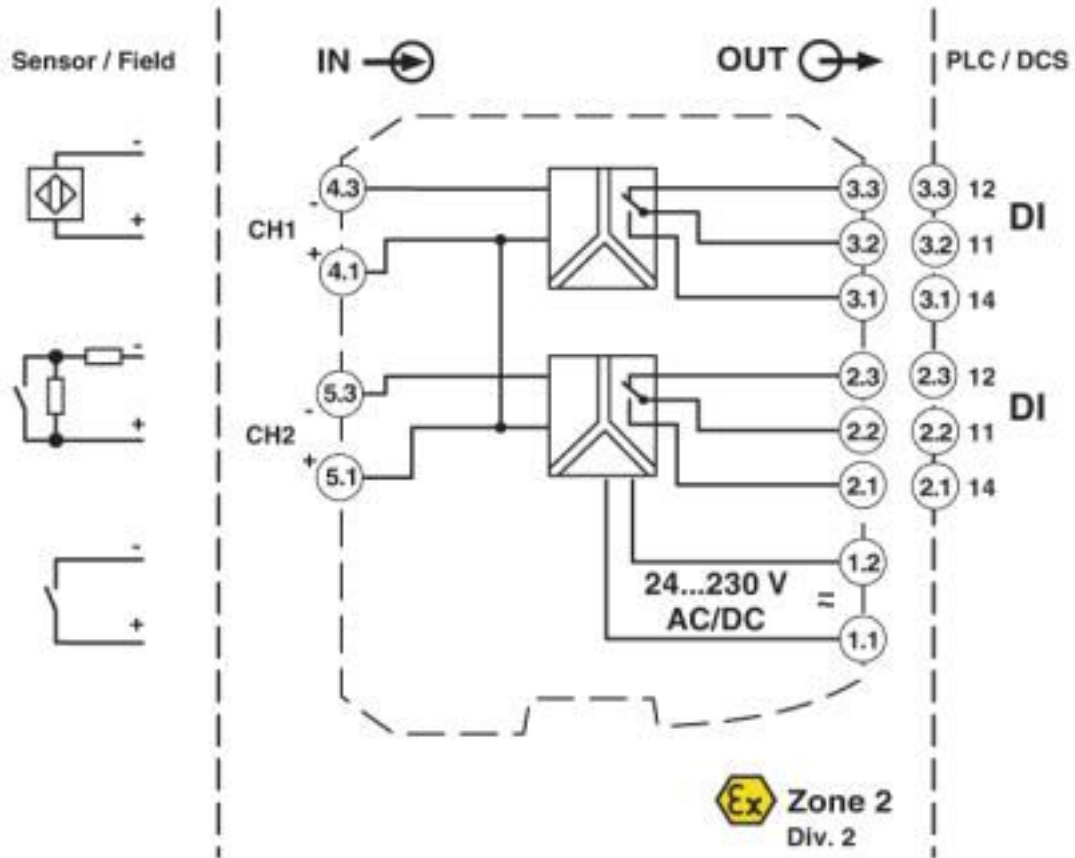 Sensor / Field
IN
OUT
PLC / DCS
-
+
-
+
-
+
CH1
-
4.3
+
4.1
CH2
-
5.3
+
5.1
3.3
3.2
3.1
2.3
2.2
2.1
1.2
1.1
24...230 V
AC/DC
3.3 12
3.2 11
3.1 14
DI
2.3 12
2.2 11
2.1 14
DI
Ex
Zone 2
Div. 2